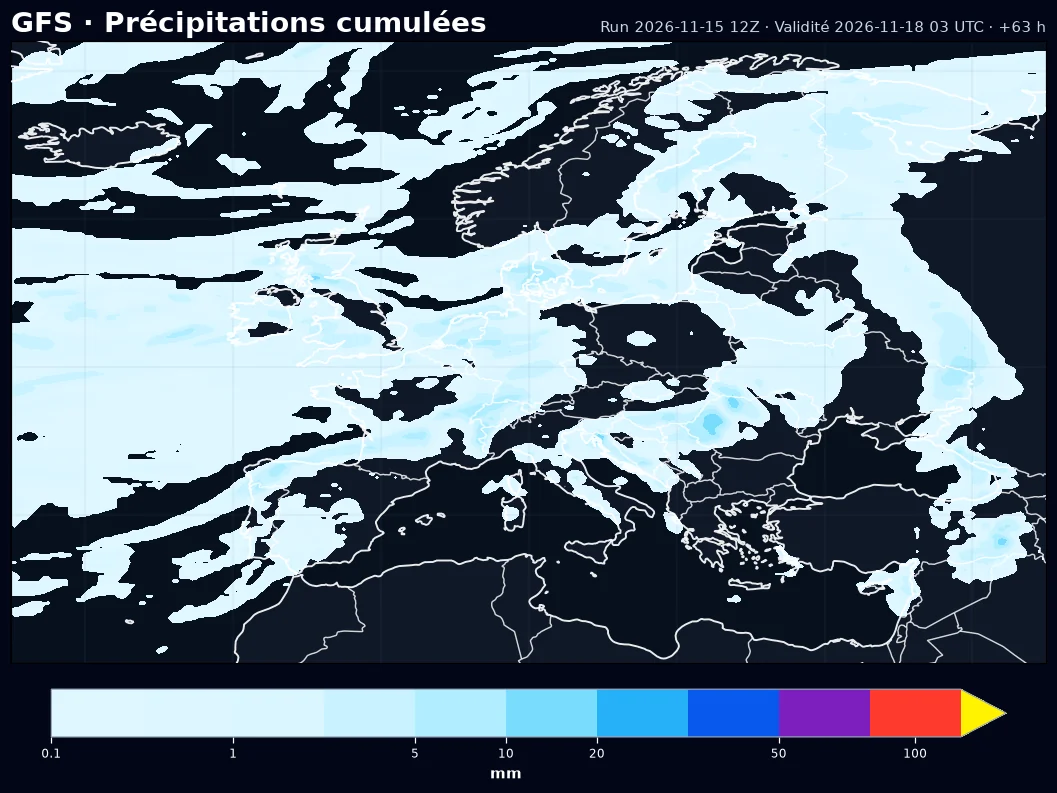 GFS · Précipitations cumulées
Run 2026-11-15 12Z · Validité 2026-11-18 03 UTC · +63 h
0.1 1 5 10 20 50 100
mm